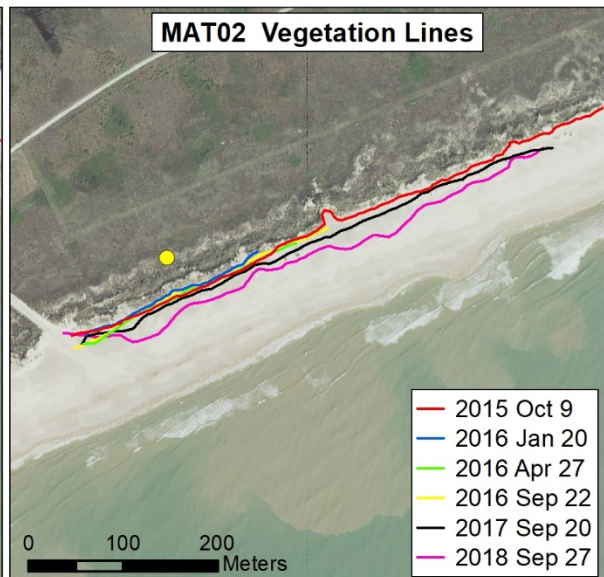 MAT02 Vegetation Lines
2015 Oct 9
2016 Jan 20
2016 Apr 27
2016 Sep 22
2017 Sep 20
2018 Sep 27
0 100 200
Meters